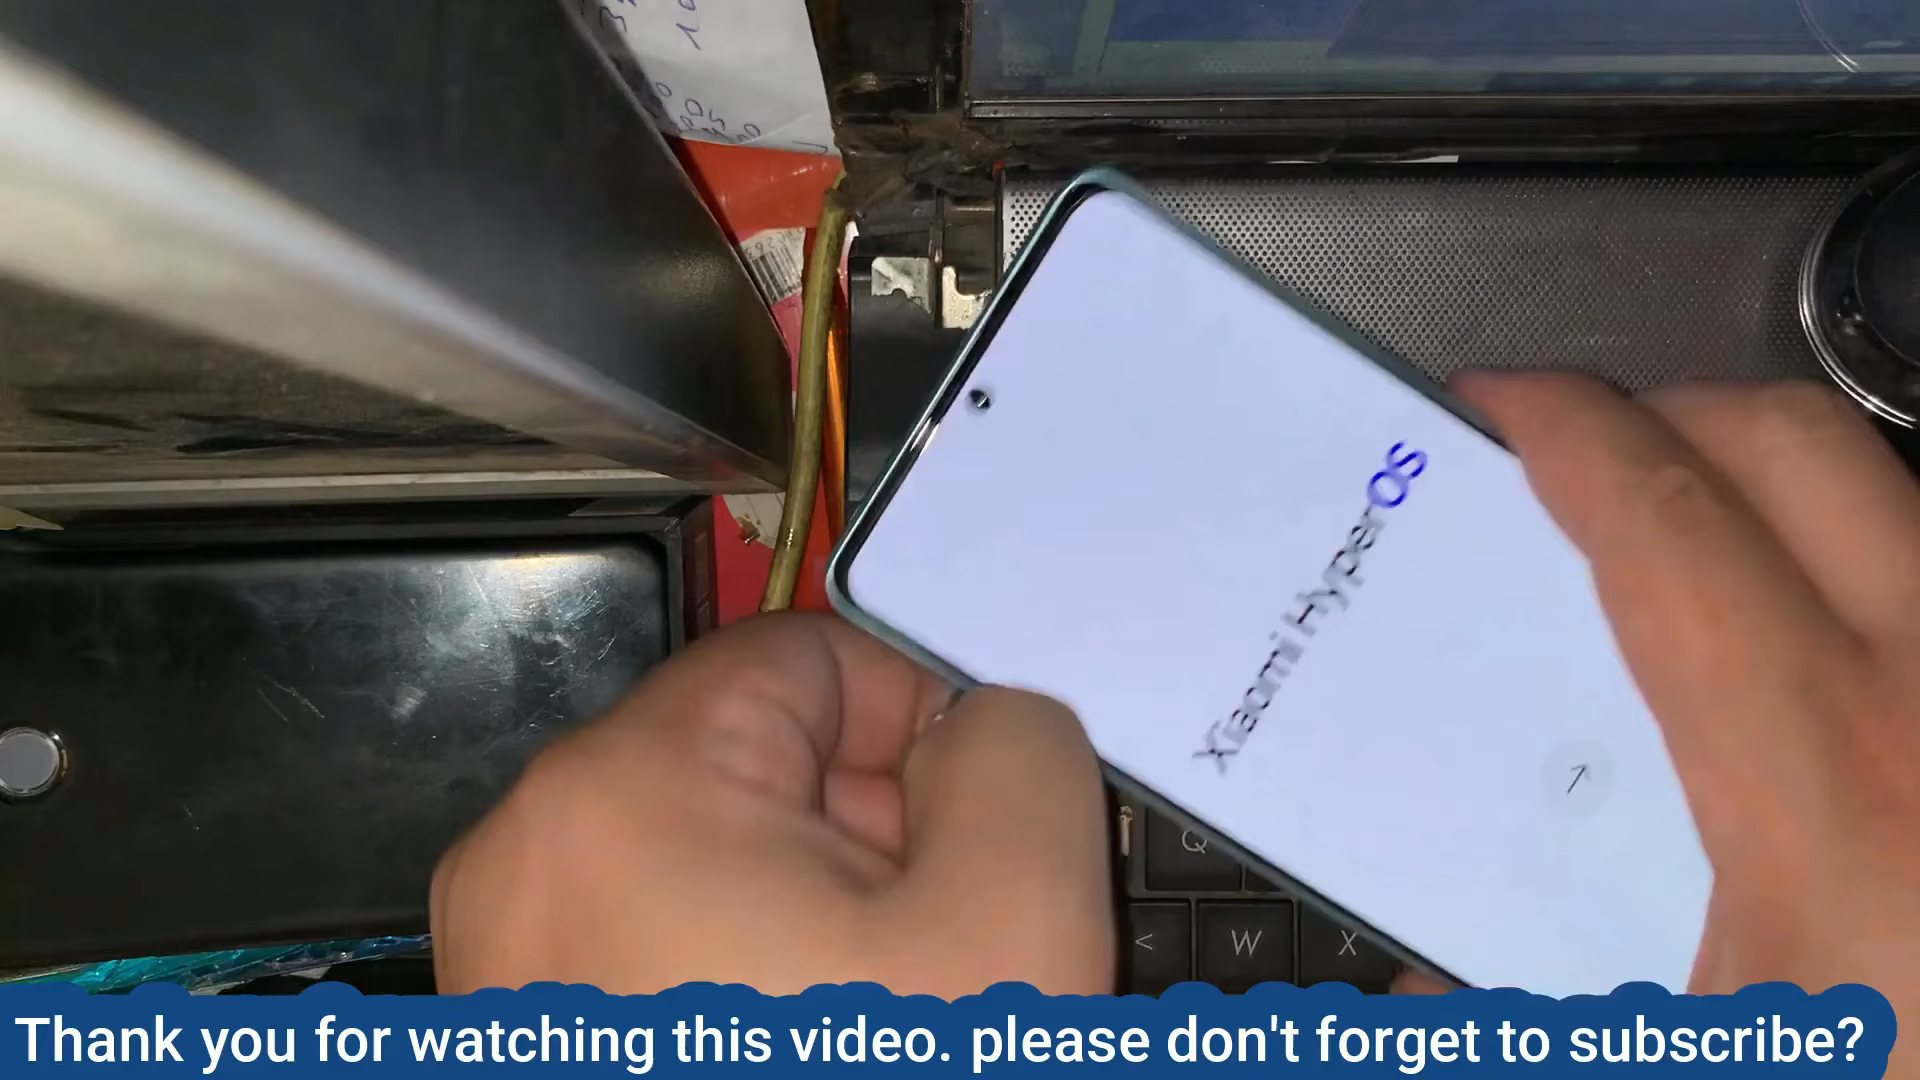 Xiaomi HyperOS
Q
< W X
Thank you for watching this video. please don't forget to subscribe?